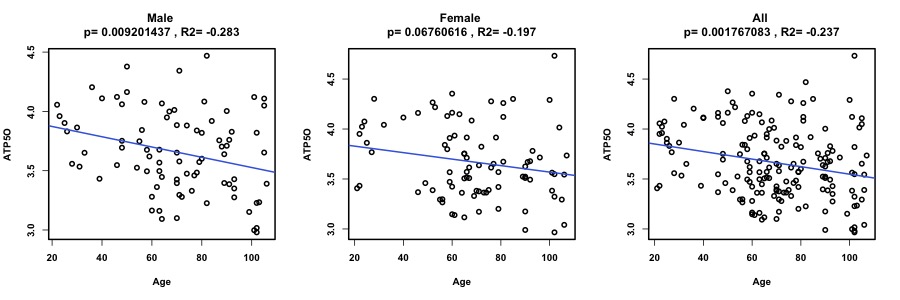 Male
p= 0.009201437 , R2= -0.283
ATP5O
4.5
4.0
3.5
3.0
20 40 60 80 100
Age
Female
p= 0.06760616 , R2= -0.197
ATP5O
4.5
4.0
3.5
3.0
20 40 60 80 100
Age
All
p= 0.001767083 , R2= -0.237
ATP5O
4.5
4.0
3.5
3.0
20 40 60 80 100
Age